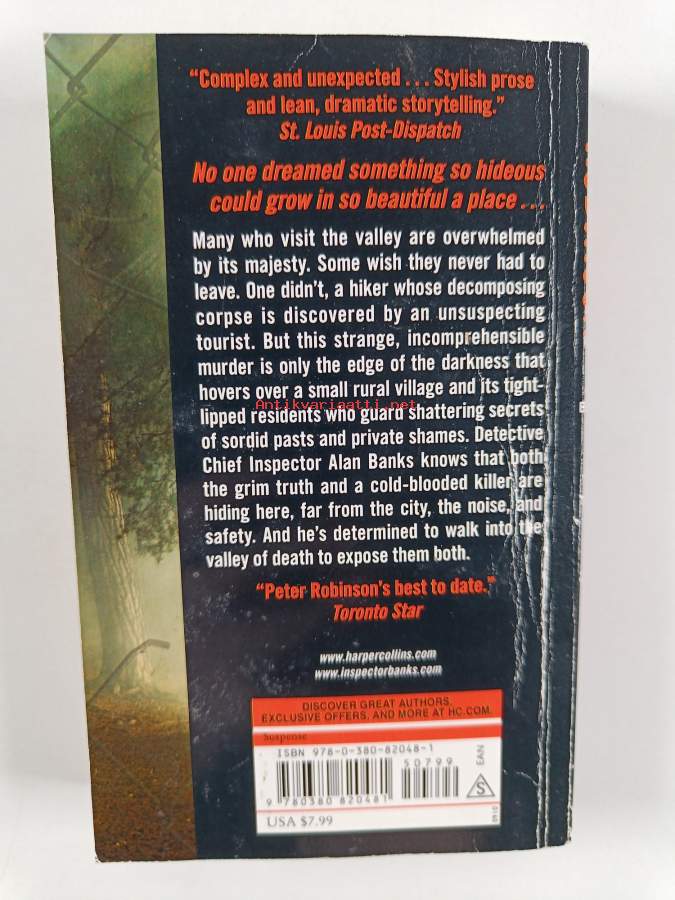 “Complex and unexpected . . . Stylish prose
and lean, dramatic storytelling.”
St. Louis Post-Dispatch
No one dreamed something so hideous
could grow in so beautiful a place . . .
Many who visit the valley are overwhelmed
by its majesty. Some wish they never had to
leave. One didn’t, a hiker whose decomposing
corpse is discovered by an unsuspecting
tourist. But this strange, incomprehensible
murder is only the edge of the darkness that
hovers over a small rural village and its tight-
Antikvariaatti.net
lipped residents who guard shattering secrets
of sordid pasts and private shames. Detective
Chief Inspector Alan Banks knows that both
the grim truth and a cold-blooded killer are
hiding here, far from the city, the noise, and
safety. And he’s determined to walk into the
valley of death to expose them both.
“Peter Robinson’s best to date.”
Toronto Star
www.harpercollins.com
www.inspectorbanks.com
DISCOVER GREAT AUTHORS,
EXCLUSIVE OFFERS, AND MORE AT HC.COM.
Suspense
ISBN 978-0-380-82048-1
50799
EAN
S
9 780380 820481
USA $7.99